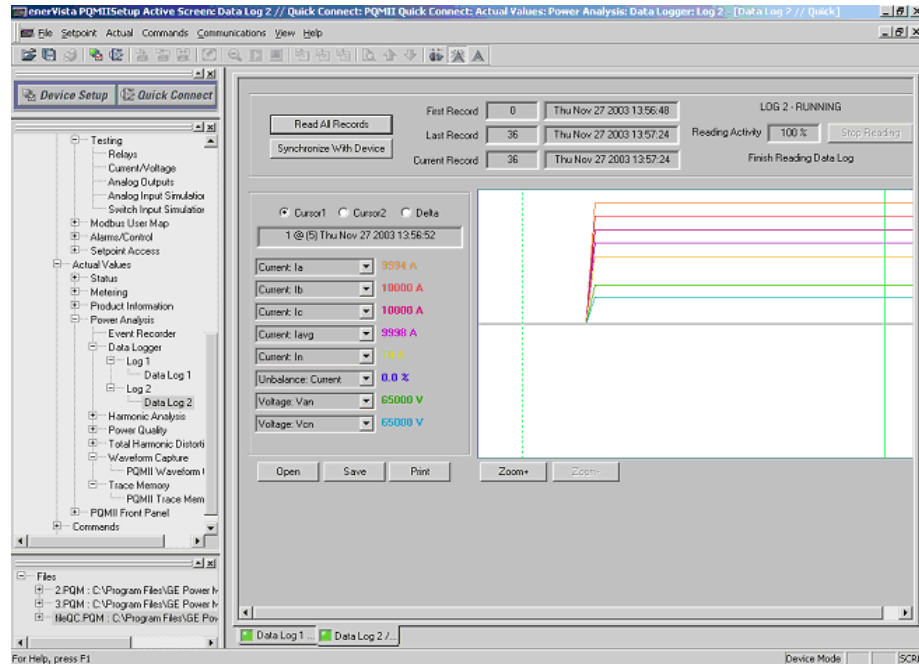 enerVista PQMIISetup Active Screen: Data Log 2 // Quick Connect: PQMII Quick Connect: Actual Values: Power Analysis: Data Logger: Log 2 - [Data Log 2 // Quick]
File Setpoint Actual Commands Communications View Help
Device Setup Quick Connect
Testing
Relays
Current/Voltage
Analog Outputs
Analog Input Simulation
Switch Input Simulation
Modbus User Map
Alarms/Control
Setpoint Access
Actual Values
Status
Metering
Product Information
Power Analysis
Event Recorder
Data Logger
Log 1
Data Log 1
Log 2
Data Log 2
Harmonic Analysis
Power Quality
Total Harmonic Distorti
Waveform Capture
PQMII Waveform (
Trace Memory
PQMII Trace Mem
PQMII Front Panel
Commands
Files
2.PQM : C:\Program Files\GE Power M
3.PQM : C:\Program Files\GE Power M
fileQC.PQM : C:\Program Files\GE Pow
Read All Records
Synchronize With Device
First Record 0 Thu Nov 27 2003 13:56:48
Last Record 36 Thu Nov 27 2003 13:57:24
Current Record 36 Thu Nov 27 2003 13:57:24
LOG 2 - RUNNING
Reading Activity 100 % Stop Reading
Finish Reading Data Log
Cursor1 Cursor2 Delta
1 @ (5) Thu Nov 27 2003 13:56:52
Current: Ia 9994 A
Current: Ib 10000 A
Current: Ic 10000 A
Current: Iavg 9998 A
Current: In
Unbalance: Current 0.0 %
Voltage: Van 65000 V
Voltage: Vcn 65000 V
Open Save Print Zoom+ Zoom-
Data Log 1 ... Data Log 2 /...
For Help, press F1
Device Mode SCRL